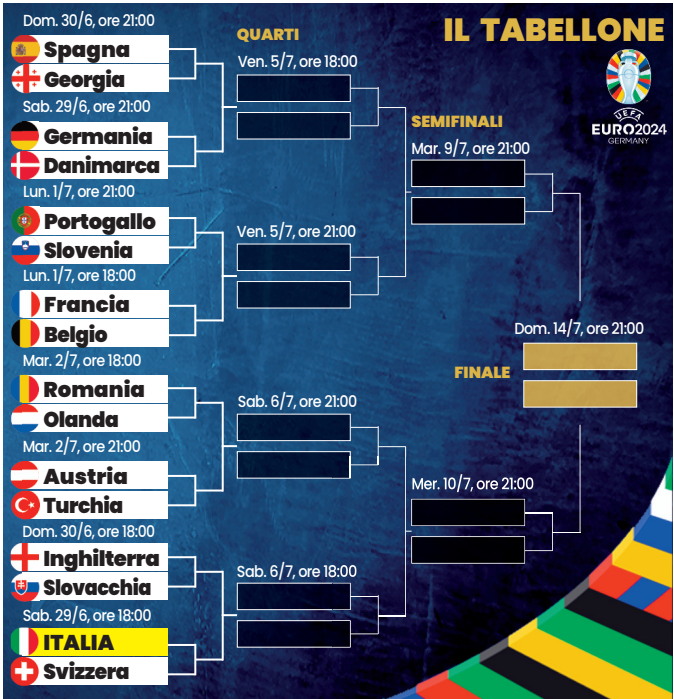 IL TABELLONE
UEFA
EURO2024
GERMANY
Dom. 30/6, ore 21:00
Spagna
Georgia
Sab. 29/6, ore 21:00
Germania
Danimarca
Lun. 1/7, ore 21:00
Portogallo
Slovenia
Lun. 1/7, ore 18:00
Francia
Belgio
Mar. 2/7, ore 18:00
Romania
Olanda
Mar. 2/7, ore 21:00
Austria
Turchia
Dom. 30/6, ore 18:00
Inghilterra
Slovacchia
Sab. 29/6, ore 18:00
ITALIA
Svizzera
QUARTI
Ven. 5/7, ore 18:00
Ven. 5/7, ore 21:00
Sab. 6/7, ore 21:00
Sab. 6/7, ore 18:00
SEMIFINALI
Mar. 9/7, ore 21:00
Mer. 10/7, ore 21:00
Dom. 14/7, ore 21:00
FINALE